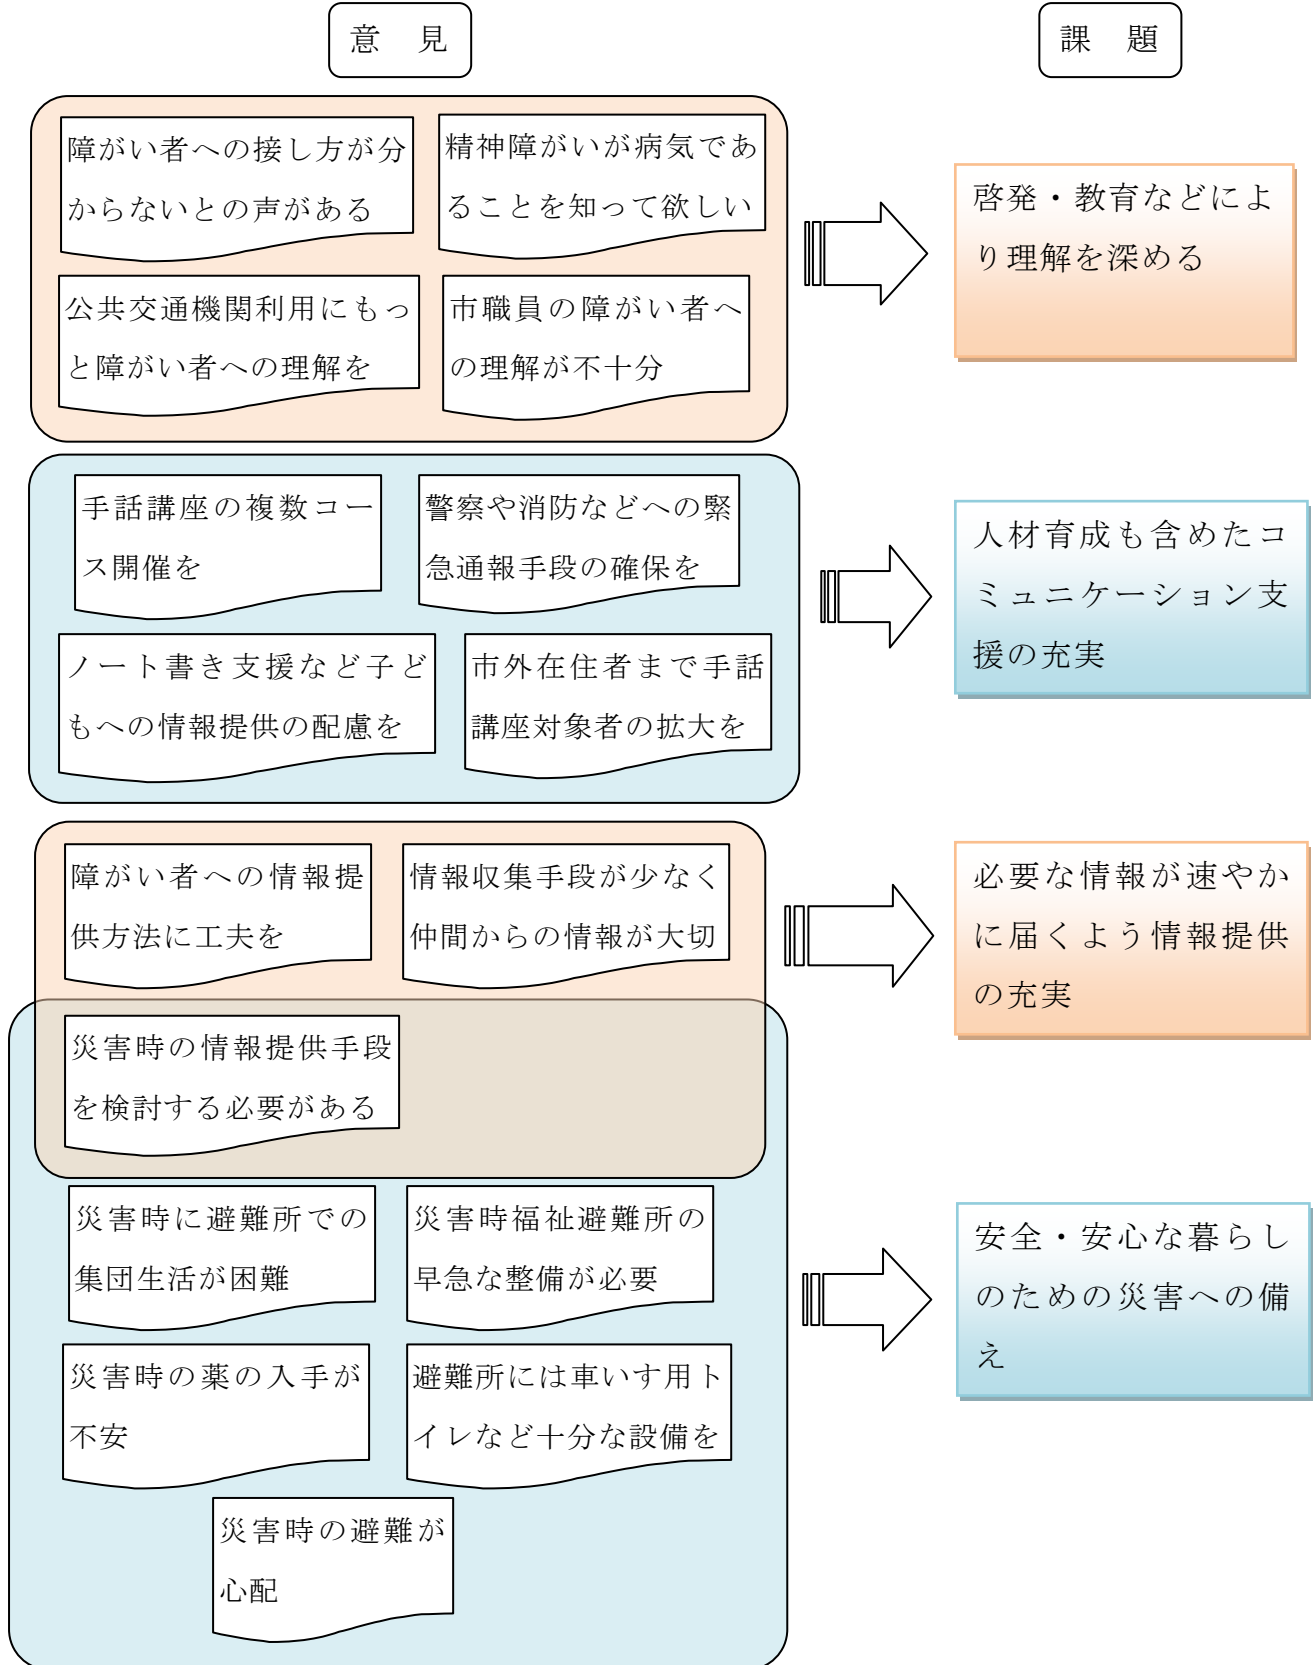 意　見
課　題
障がい者への接し方が分
からないとの声がある
精神障がいが病気であ
ることを知って欲しい
公共交通機関利用にもっ
と障がい者への理解を
市職員の障がい者へ
の理解が不十分
啓発・教育などによ
り理解を深める
手話講座の複数コー
ス開催を
警察や消防などへの緊
急通報手段の確保を
ノート書き支援など子ど
もへの情報提供の配慮を
市外在住者まで手話
講座対象者の拡大を
人材育成も含めたコ
ミュニケーション支
援の充実
障がい者への情報提
供方法に工夫を
情報収集手段が少なく
仲間からの情報が大切
災害時の情報提供手段
を検討する必要がある
必要な情報が速やか
に届くよう情報提供
の充実
災害時に避難所での
集団生活が困難
災害時福祉避難所の
早急な整備が必要
災害時の薬の入手が
不安
避難所には車いす用ト
イレなど十分な設備を
災害時の避難が
心配
安全・安心な暮らし
のための災害への備
え